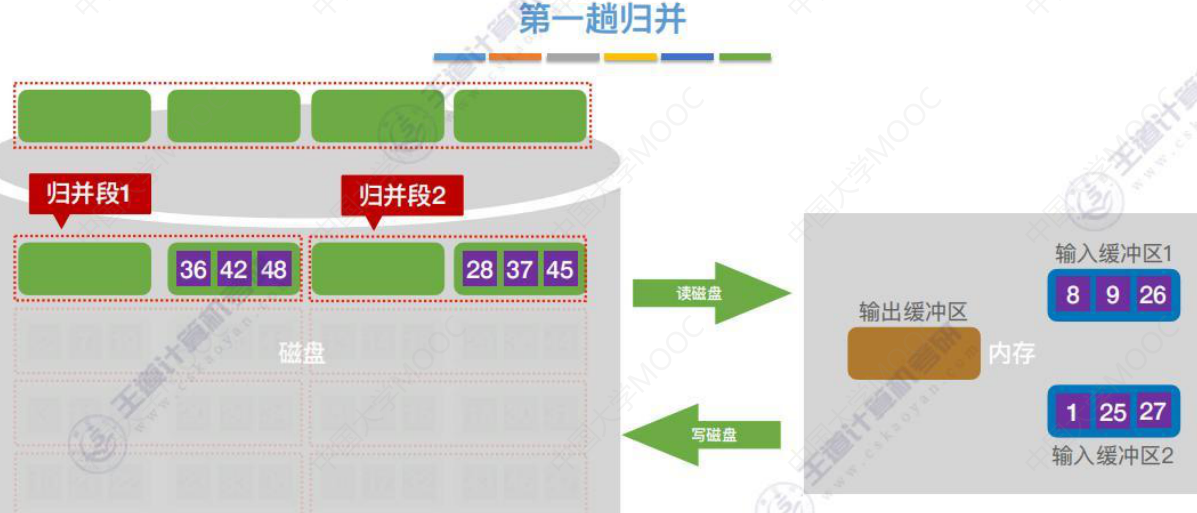 第一趟归并
归并段1
归并段2
36 42 48
28 37 45
磁盘
读磁盘
写磁盘
输入缓冲区1
8 9 26
输出缓冲区
内存
1 25 27
输入缓冲区2
王道计算机考研
www.cskaoyan.com
中国大学MOOC